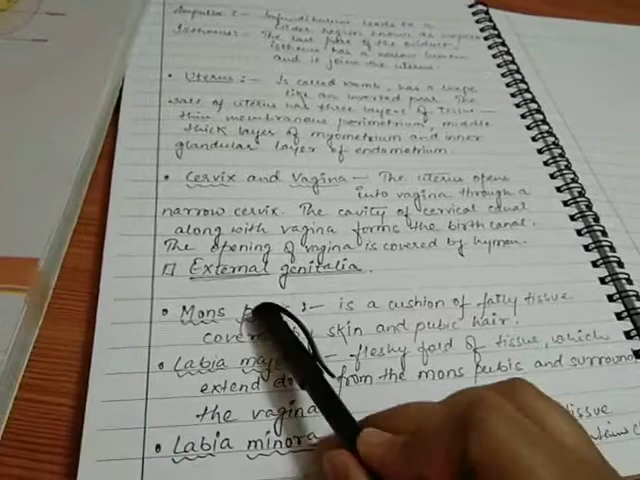 Ampulla :- Infundibulum leads to a
wider region known as ampulla
Isthmus:- The last part of the oviduct,
isthmus has a narrow lumen
and it joins the uterus.
• Uterus :- Is called womb, has a shape
like an inverted pear. The
wall of uterus has three layers of tissue —
thin membranous perimetrium, middle
thick layer of myometrium and inner
glandular layer of endometrium.
• Cervix and vagina — The uterus opens
into vagina through a
narrow cervix. The cavity of cervical canal
along with vagina forms the birth canal.
The opening of vagina is covered by hymen.
External genitalia.
• Mons :- is a cushion of fatty tissue
skin and pubic hair.
• Labia — fleshy fold of tissue, which
extend from the mons pubis and surround
the vagina
• Labia minora
tissue